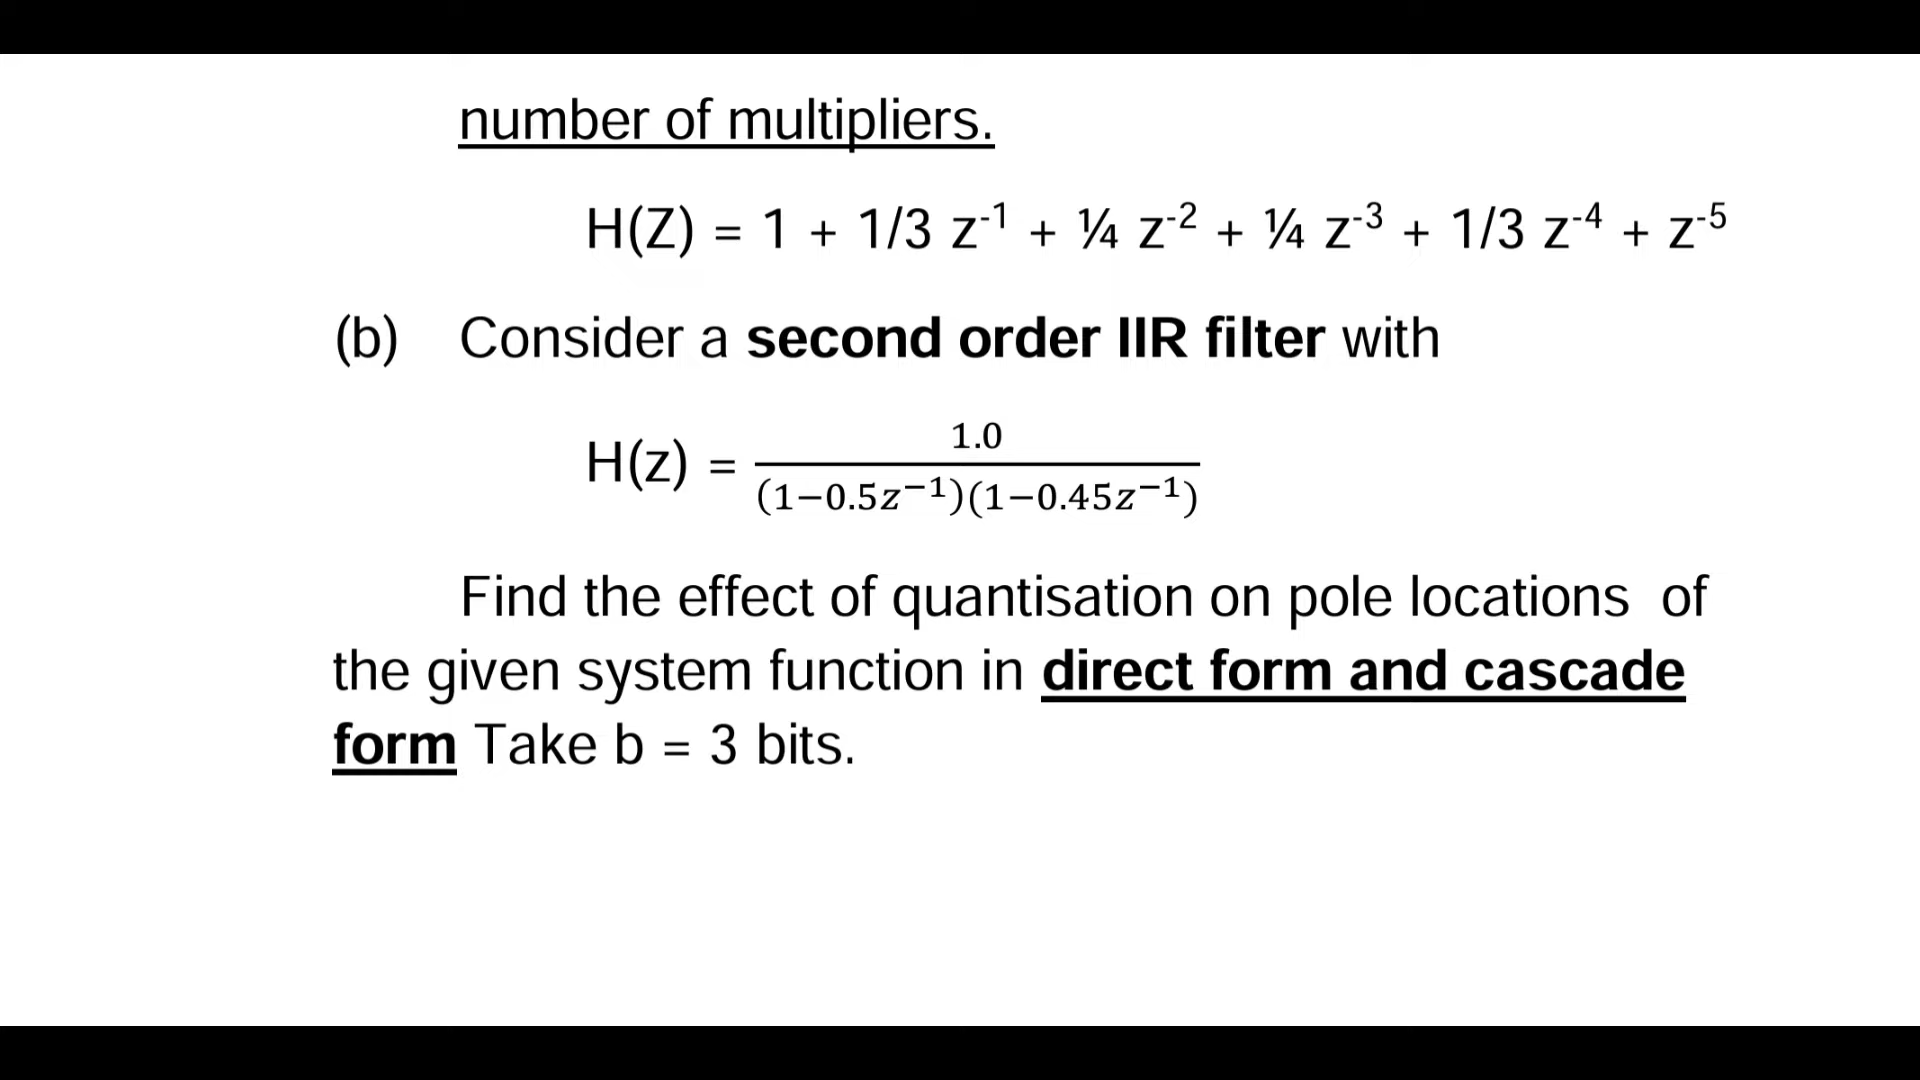 number of multipliers.
H(Z) = 1 + 1/3 z⁻¹ + ¼ z⁻² + ¼ z⁻³ + 1/3 z⁻⁴ + z⁻⁵
(b) Consider a second order IIR filter with
H(z) = 1.0 / (1−0.5z⁻¹)(1−0.45z⁻¹)
Find the effect of quantisation on pole locations of
the given system function in direct form and cascade
form Take b = 3 bits.